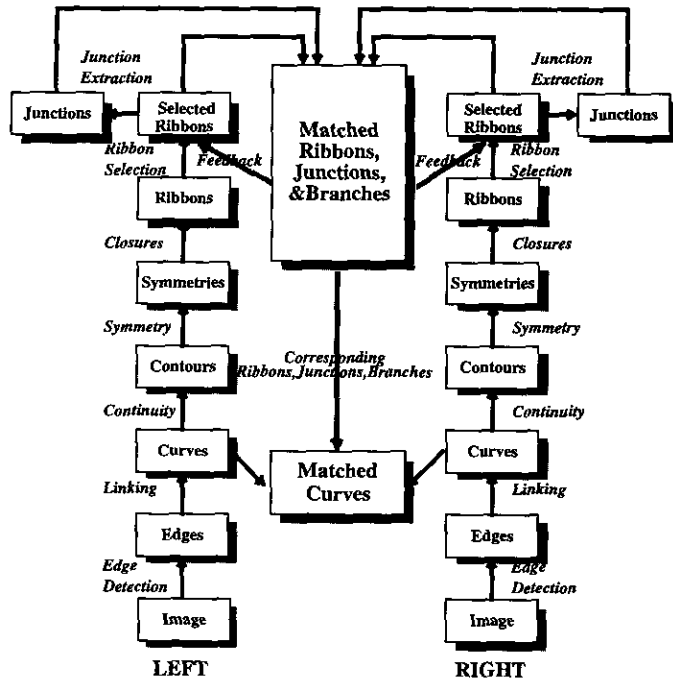 Junction
Extraction
Junctions
Selected
Ribbons
Ribbon
Selection
Feedback
Ribbons
Closures
Symmetries
Symmetry
Contours
Continuity
Curves
Linking
Edges
Edge
Detection
Image
LEFT
Matched
Ribbons,
Junctions,
&Branches
Corresponding
Ribbons,Junctions,Branches
Matched
Curves
Junction
Extraction
Selected
Ribbons
Junctions
Feedback
Ribbon
Selection
Ribbons
Closures
Symmetries
Symmetry
Contours
Continuity
Curves
Linking
Edges
Edge
Detection
Image
RIGHT